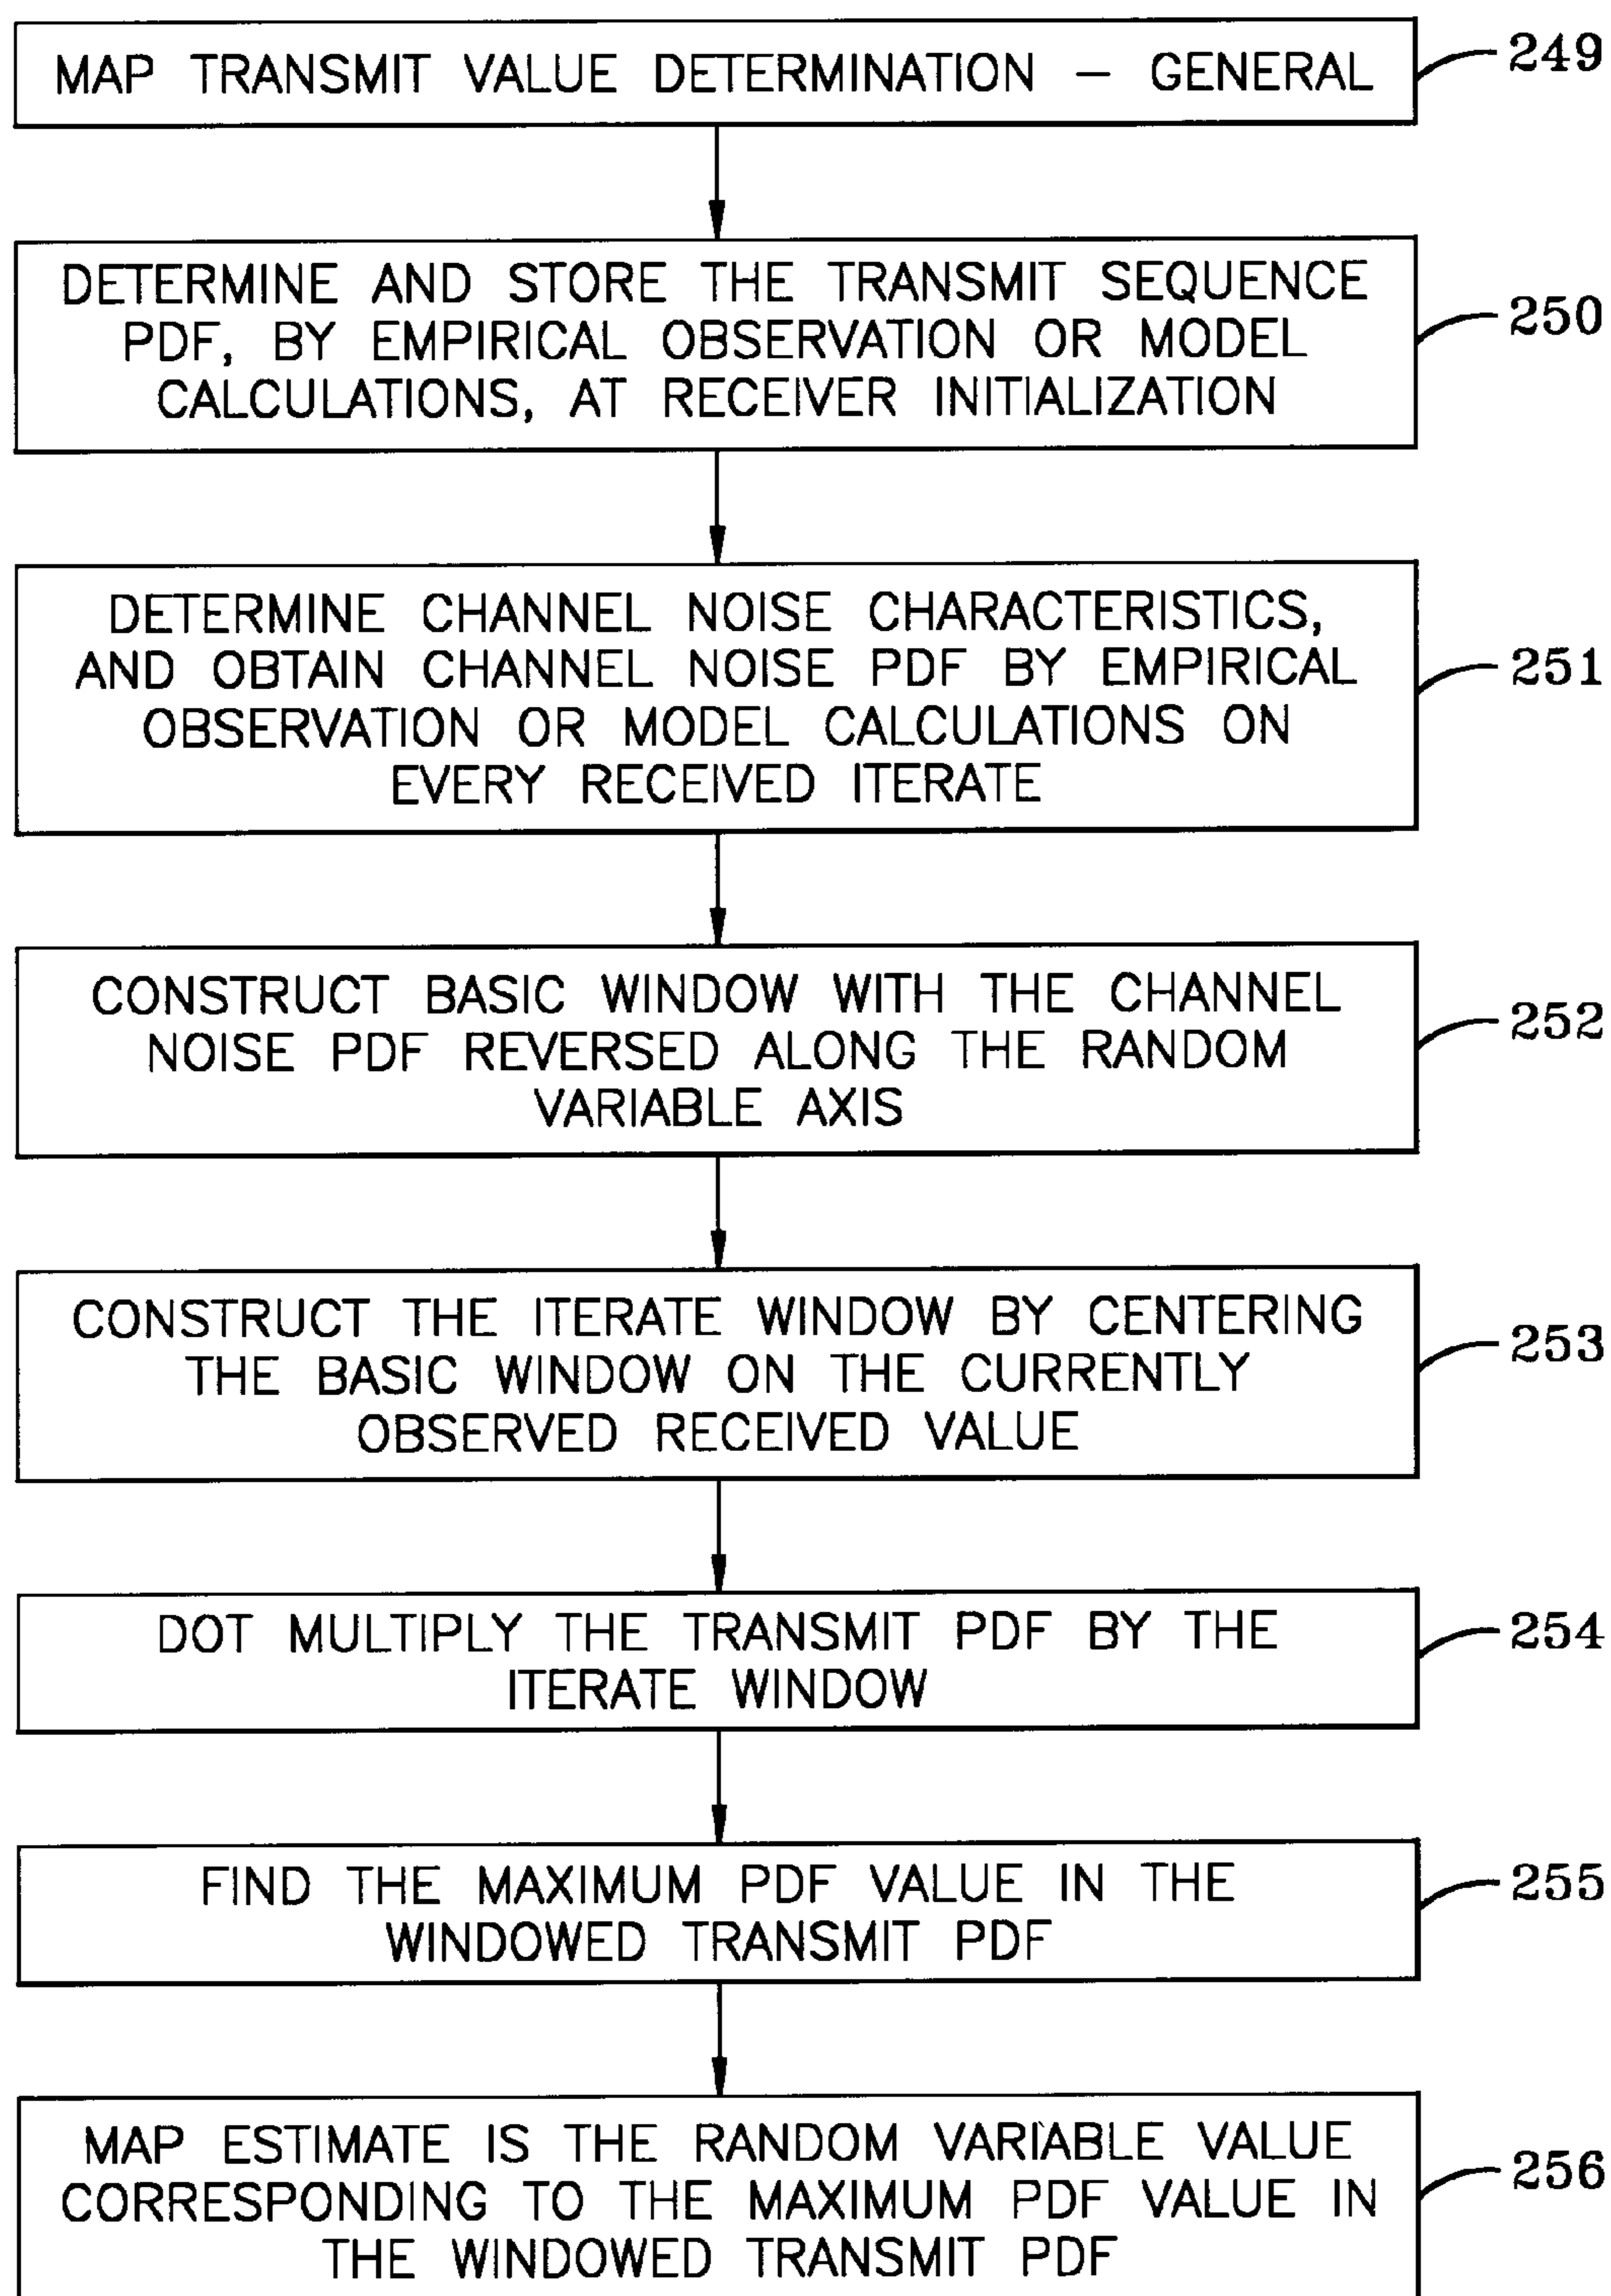 MAP TRANSMIT VALUE DETERMINATION – GENERAL
249
DETERMINE AND STORE THE TRANSMIT SEQUENCE
PDF, BY EMPIRICAL OBSERVATION OR MODEL
CALCULATIONS, AT RECEIVER INITIALIZATION
250
DETERMINE CHANNEL NOISE CHARACTERISTICS,
AND OBTAIN CHANNEL NOISE PDF BY EMPIRICAL
OBSERVATION OR MODEL CALCULATIONS ON
EVERY RECEIVED ITERATE
251
CONSTRUCT BASIC WINDOW WITH THE CHANNEL
NOISE PDF REVERSED ALONG THE RANDOM
VARIABLE AXIS
252
CONSTRUCT THE ITERATE WINDOW BY CENTERING
THE BASIC WINDOW ON THE CURRENTLY
OBSERVED RECEIVED VALUE
253
DOT MULTIPLY THE TRANSMIT PDF BY THE
ITERATE WINDOW
254
FIND THE MAXIMUM PDF VALUE IN THE
WINDOWED TRANSMIT PDF
255
MAP ESTIMATE IS THE RANDOM VARIABLE VALUE
CORRESPONDING TO THE MAXIMUM PDF VALUE IN
THE WINDOWED TRANSMIT PDF
256